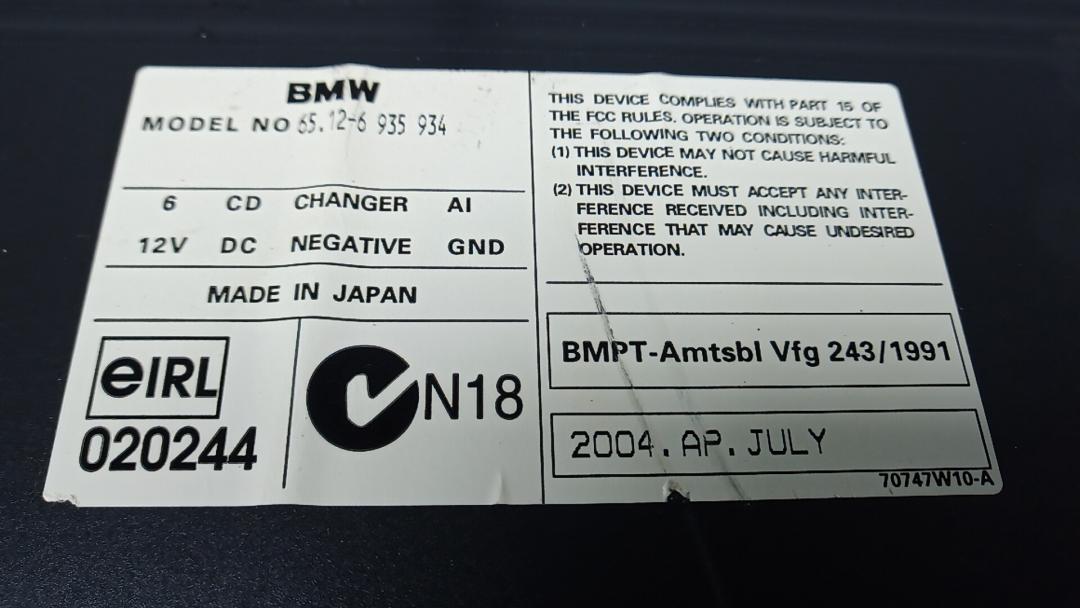 BMW
MODEL NO 65.12-6 935 934
6 CD CHANGER AI
12V DC NEGATIVE GND
MADE IN JAPAN
eIRL
020244
N18
THIS DEVICE COMPLIES WITH PART 15 OF
THE FCC RULES. OPERATION IS SUBJECT TO
THE FOLLOWING TWO CONDITIONS:
(1) THIS DEVICE MAY NOT CAUSE HARMFUL
INTERFERENCE.
(2) THIS DEVICE MUST ACCEPT ANY INTER-
FERENCE RECEIVED INCLUDING INTER-
FERENCE THAT MAY CAUSE UNDESIRED
OPERATION.
BMPT-Amtsbl Vfg 243/1991
2004. AP. JULY
70747W10-A